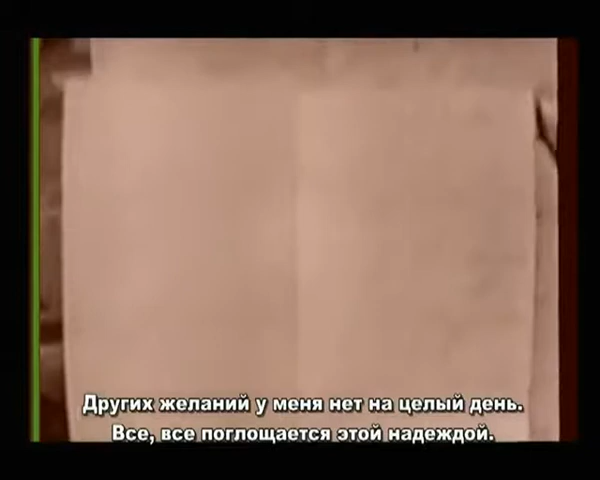 Других желаний у меня нет на целый день.
Все, все поглощается этой надеждой.